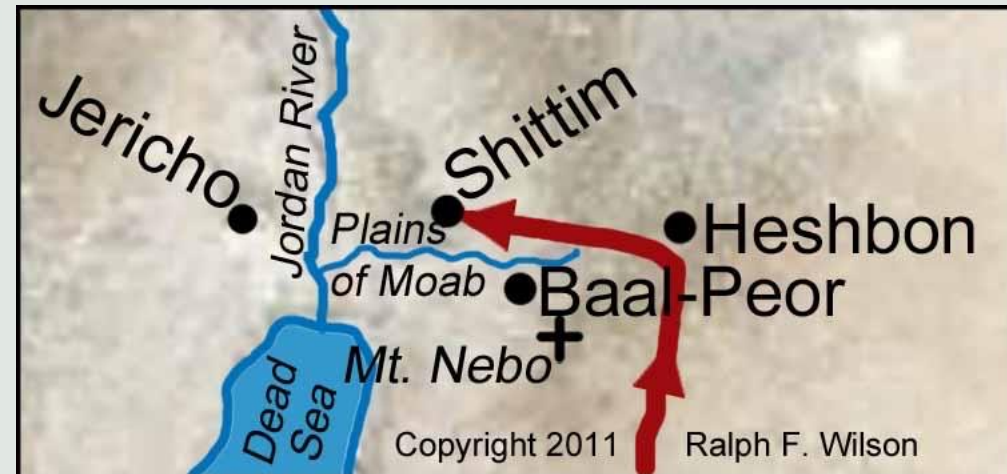 Jericho
Jordan River
Shittim
Plains
of Moab
Heshbon
Baal-Peor
Mt. Nebo
Dead
Sea
Copyright 2011 Ralph F. Wilson